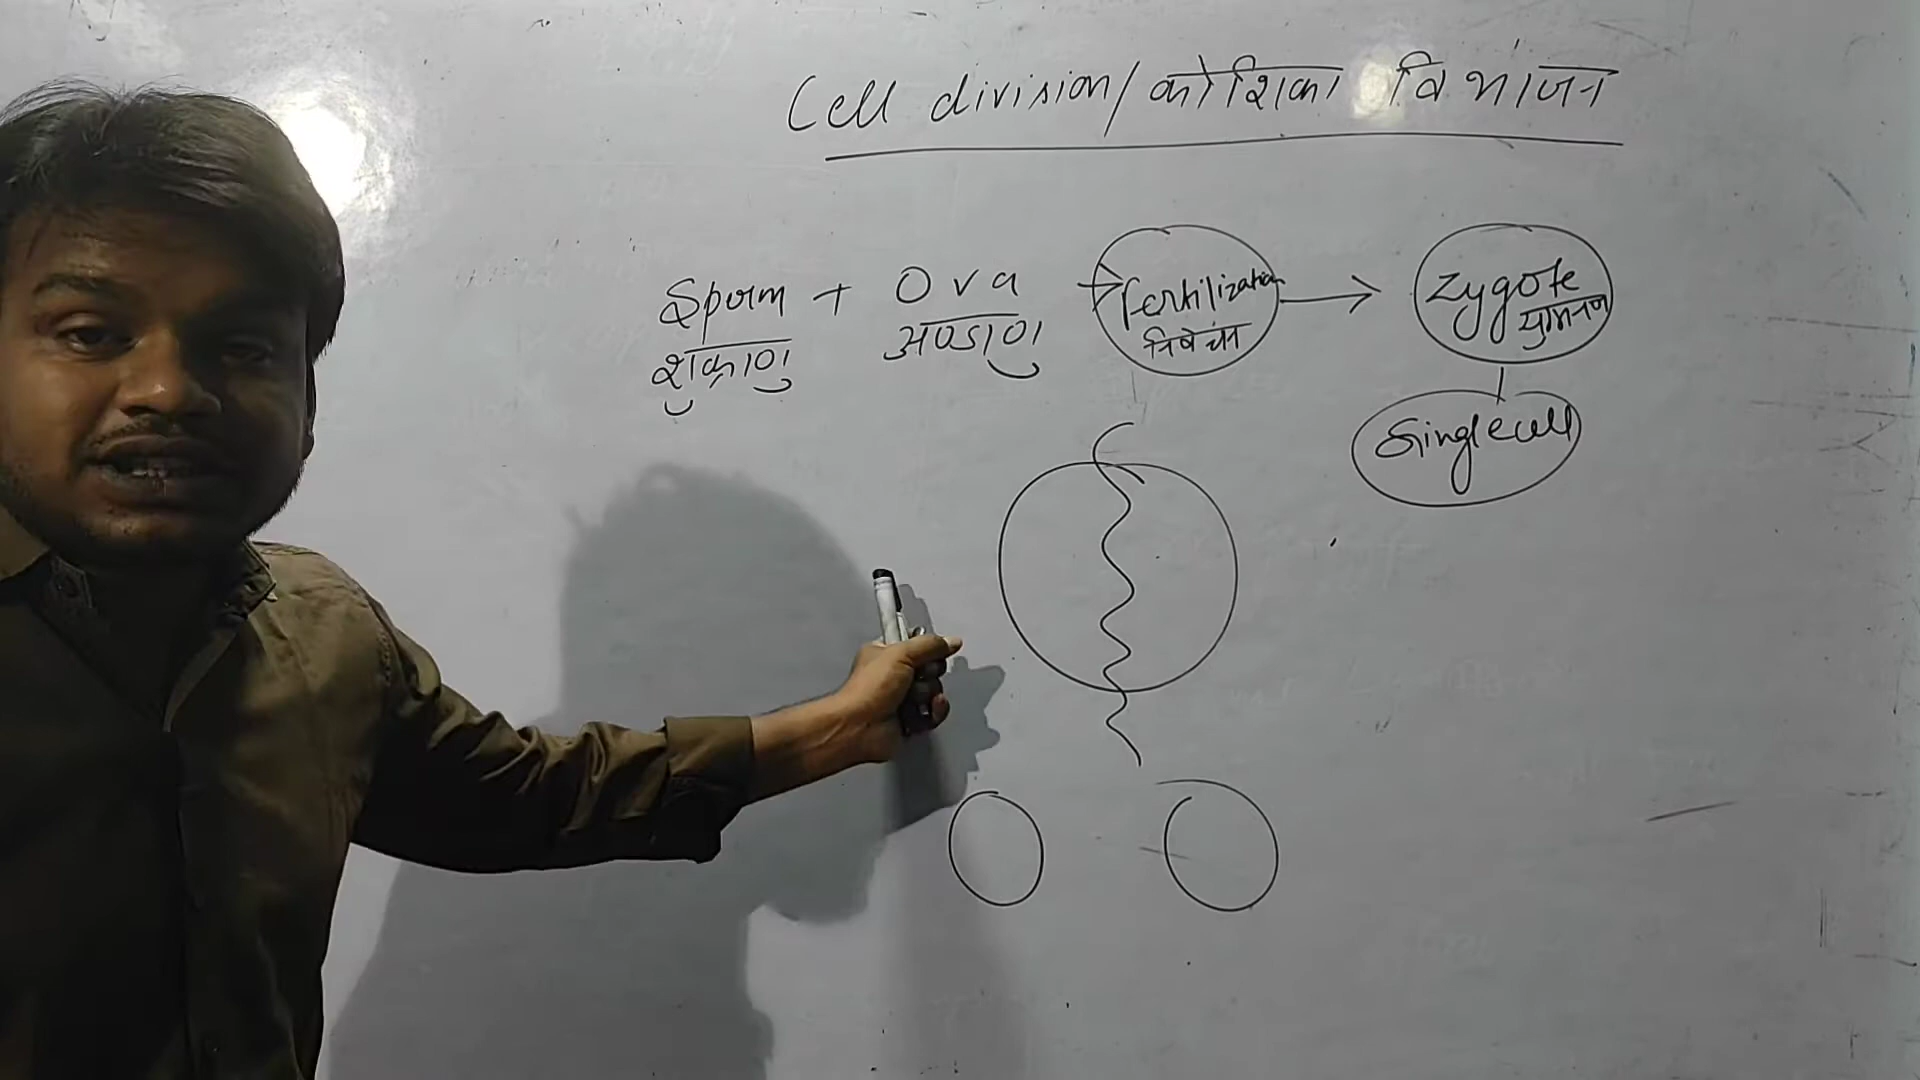 Cell division/कोशिका विभाजन
Sperm + Ova → fertilization → Zygote
शुक्राणु अण्डाणु निषेचन युग्मनज
Single cell